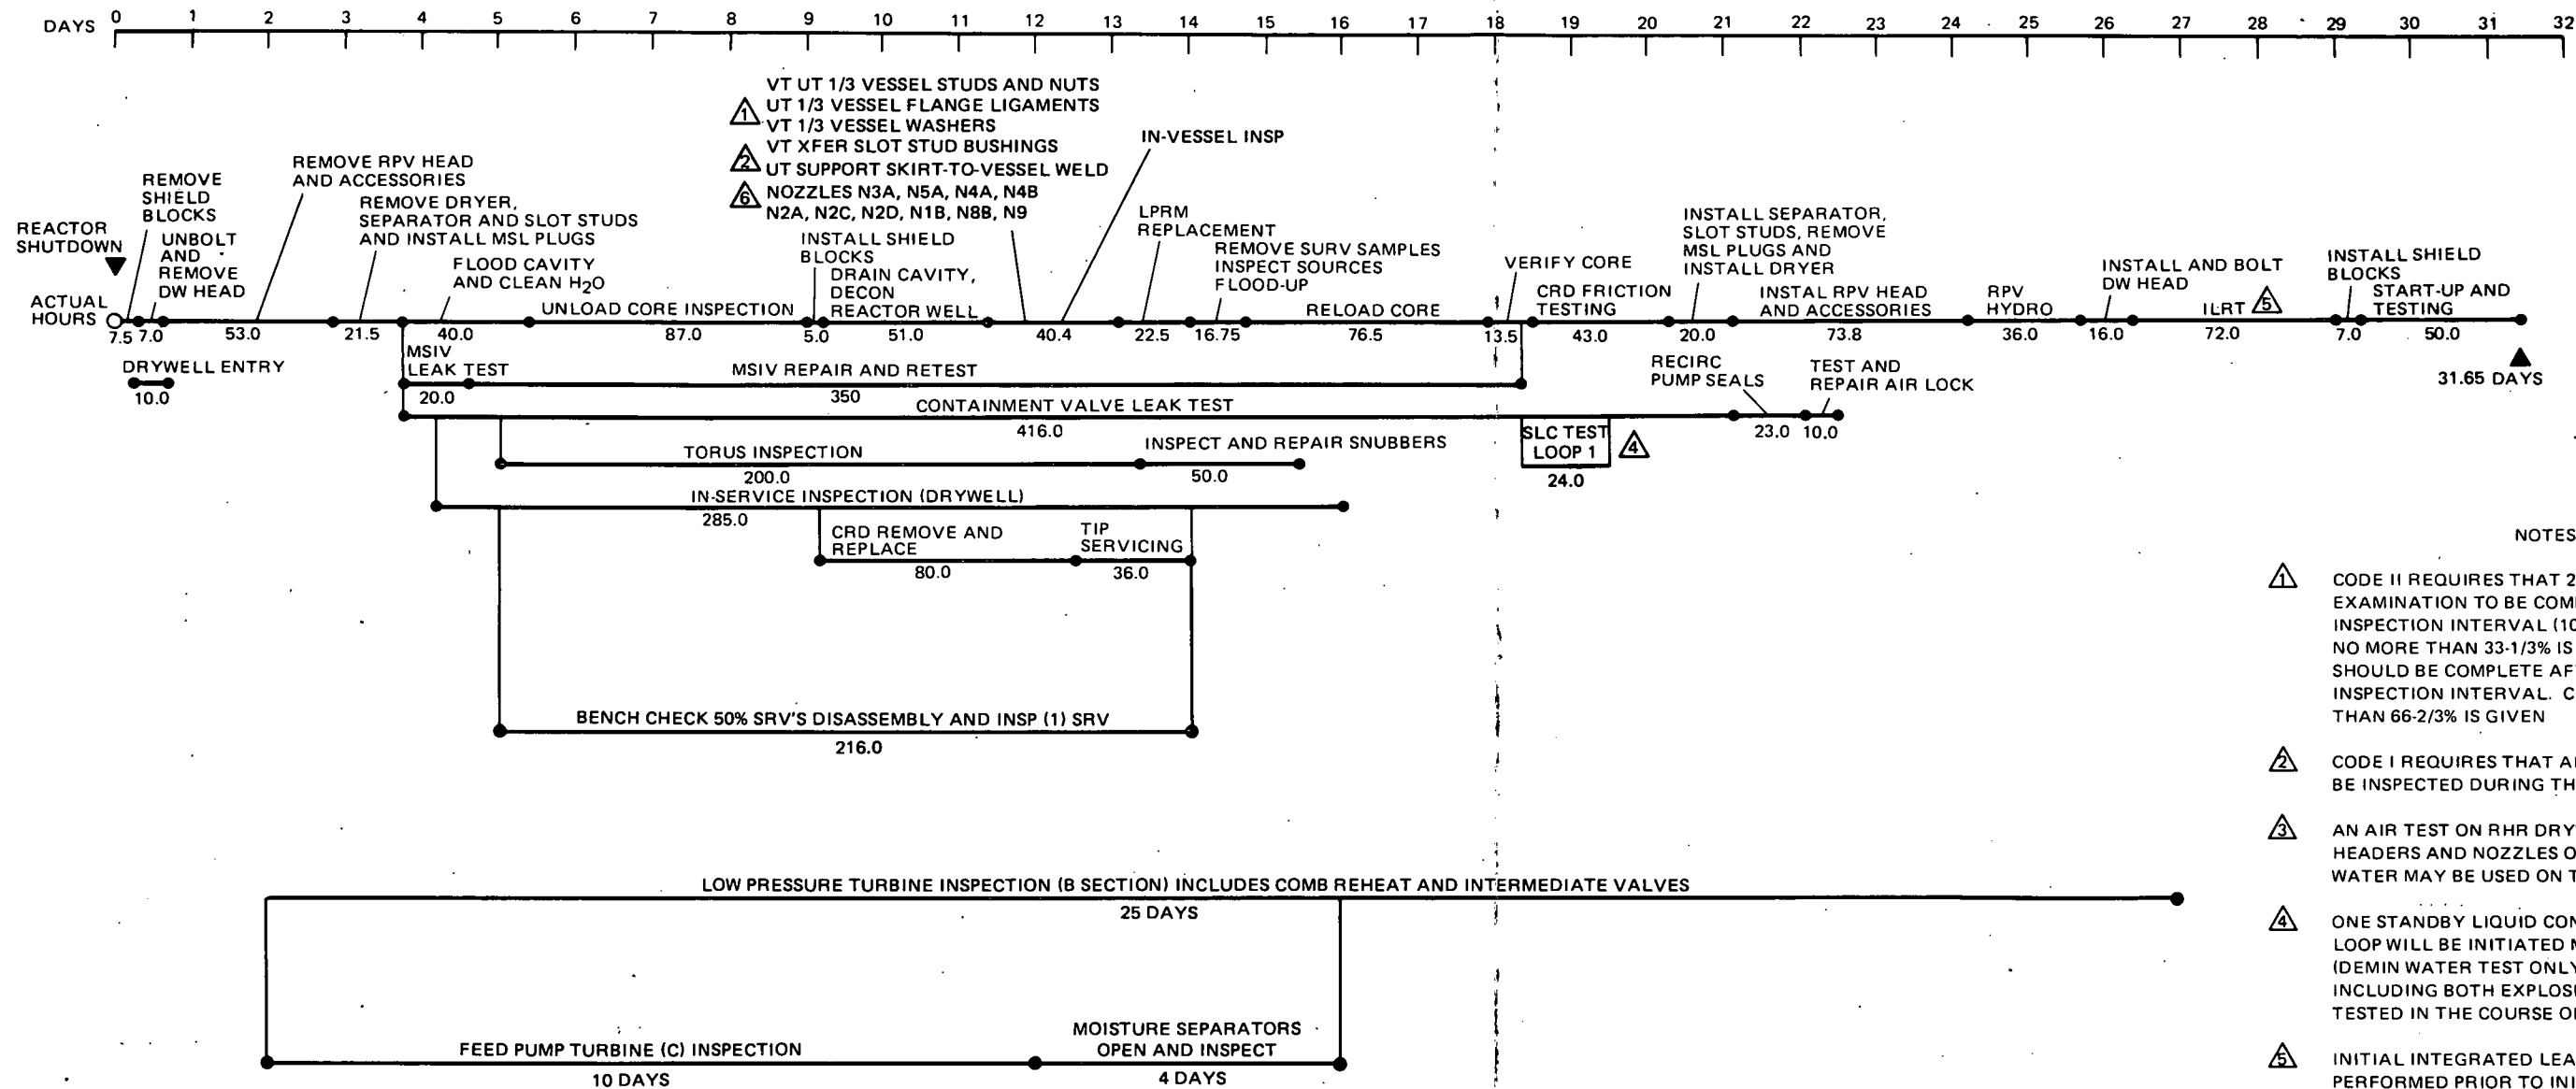 DAYS 0 1 2 3 4 5 6 7 8 9 10 11 12 13 14 15 16 17 18 19 20 21 22 23 24 25 26 27 28 29 30 31 32
REACTOR
SHUTDOWN
ACTUAL
HOURS
REMOVE
SHIELD
BLOCKS
UNBOLT
AND
REMOVE
DW HEAD
REMOVE RPV HEAD
AND ACCESSORIES
REMOVE DRYER,
SEPARATOR AND SLOT STUDS
AND INSTALL MSL PLUGS
FLOOD CAVITY
AND CLEAN H2O
UNLOAD CORE INSPECTION
1
VT UT 1/3 VESSEL STUDS AND NUTS
UT 1/3 VESSEL FLANGE LIGAMENTS
VT 1/3 VESSEL WASHERS
2
VT XFER SLOT STUD BUSHINGS
UT SUPPORT SKIRT-TO-VESSEL WELD
6
NOZZLES N3A, N5A, N4A, N4B
N2A, N2C, N2D, N1B, N8B, N9
INSTALL SHIELD
BLOCKS
DRAIN CAVITY,
DECON
REACTOR WELL
IN-VESSEL INSP
LPRM
REPLACEMENT
REMOVE SURV SAMPLES
INSPECT SOURCES
FLOOD-UP
RELOAD CORE
VERIFY CORE
CRD FRICTION
TESTING
INSTALL SEPARATOR,
SLOT STUDS, REMOVE
MSL PLUGS AND
INSTALL DRYER
INSTAL RPV HEAD
AND ACCESSORIES
RPV
HYDRO
INSTALL AND BOLT
DW HEAD
ILRT 5
INSTALL SHIELD
BLOCKS
START-UP AND
TESTING
7.5 7.0 53.0 21.5 40.0 87.0 5.0 51.0 40.4 22.5 16.75 76.5 13.5 43.0 20.0 73.8 36.0 16.0 72.0 7.0 50.0
31.65 DAYS
DRYWELL ENTRY
10.0
MSIV
LEAK TEST
20.0
MSIV REPAIR AND RETEST
350
CONTAINMENT VALVE LEAK TEST
416.0
RECIRC
PUMP SEALS
23.0
TEST AND
REPAIR AIR LOCK
10.0
TORUS INSPECTION
200.0
INSPECT AND REPAIR SNUBBERS
50.0
SLC TEST
LOOP 1
4
24.0
IN-SERVICE INSPECTION (DRYWELL)
285.0
CRD REMOVE AND
REPLACE
80.0
TIP
SERVICING
36.0
BENCH CHECK 50% SRV'S DISASSEMBLY AND INSP (1) SRV
216.0
LOW PRESSURE TURBINE INSPECTION (B SECTION) INCLUDES COMB REHEAT AND INTERMEDIATE VALVES
25 DAYS
FEED PUMP TURBINE (C) INSPECTION
10 DAYS
MOISTURE SEPARATORS
OPEN AND INSPECT
4 DAYS
NOTES
1 CODE II REQUIRES THAT 2
EXAMINATION TO BE COM
INSPECTION INTERVAL (10
NO MORE THAN 33-1/3% IS
SHOULD BE COMPLETE AF
INSPECTION INTERVAL. C
THAN 66-2/3% IS GIVEN
2 CODE I REQUIRES THAT A
BE INSPECTED DURING TH
3 AN AIR TEST ON RHR DRY
HEADERS AND NOZZLES O
WATER MAY BE USED ON T
4 ONE STANDBY LIQUID CON
LOOP WILL BE INITIATED
(DEMIN WATER TEST ONLY
INCLUDING BOTH EXPLOS
TESTED IN THE COURSE O
5 INITIAL INTEGRATED LEA
PERFORMED PRIOR TO INI